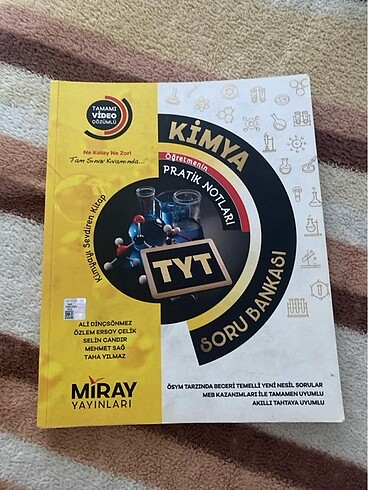 TAMAMI
VİDEO
ÇÖZÜMLÜ
Ne Kolay Ne Zor!
Tam Sınav Kıvamında...
KİMYA
Öğretmenin
PRATİK NOTLARI
Kimyayı Sevdiren Kitap
TYT
SORU BANKASI
ALİ DİNÇSÖNMEZ
ÖZLEM ERSOY ÇELİK
SELİN CANDIR
MEHMET SAĞ
TAHA YILMAZ
MİRAY
YAYINLARI
ÖSYM TARZINDA BECERİ TEMELLİ YENİ NESİL SORULAR
MEB KAZANIMLARI İLE TAMAMEN UYUMLU
AKILLI TAHTAYA UYUMLU